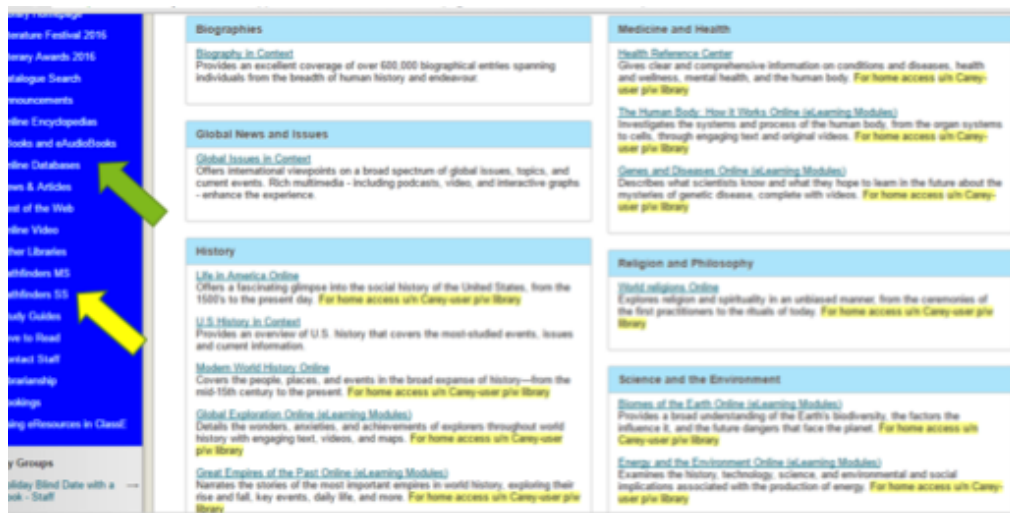 Homepage
Literature Festival 2016
Literary Awards 2016
Catalogue Search
Announcements
Online Encyclopedias
Books and eAudioBooks
Online Databases
News & Articles
Best of the Web
Online Video
Other Libraries
Pathfinders MS
Pathfinders SS
Study Guides
Love to Read
Contact Staff
Librarianship
Bookings
Using eResources in ClassE
My Groups
Holiday Blind Date with a
Book - Staff
Biographies
Biography in Context
Provides an excellent coverage of over 600,000 biographical entries spanning
individuals from the breadth of human history and endeavour.
Global News and Issues
Global Issues in Context
Offers international viewpoints on a broad spectrum of global issues, topics, and
current events. Rich multimedia - including podcasts, video, and interactive graphs
- enhance the experience.
History
Life in America Online
Offers a fascinating glimpse into the social history of the United States, from the
1500's to the present day. For home access u/n Carey-user p/w library
U.S History in Context
Provides an overview of U.S. history that covers the most-studied events, issues
and current information.
Modern World History Online
Covers the people, places, and events in the broad expanse of history—from the
mid-15th century to the present. For home access u/n Carey-user p/w library
Global Exploration Online (eLearning Modules)
Details the wonders, anxieties, and achievements of explorers throughout world
history with engaging text, videos, and maps. For home access u/n Carey-user
p/w library
Great Empires of the Past Online (eLearning Modules)
Narrates the stories of the most important empires in world history, exploring their
rise and fall, key events, daily life, and more. For home access u/n Carey-user p/w
library
Medicine and Health
Health Reference Center
Gives clear and comprehensive information on conditions and diseases, health
and wellness, mental health, and the human body. For home access u/n Carey-
user p/w library
The Human Body: How it Works Online (eLearning Modules)
Investigates the systems and process of the human body, from the organ systems
to cells, through engaging text and original videos. For home access u/n Carey-
user p/w library
Genes and Diseases Online (eLearning Modules)
Describes what scientists know and what they hope to learn in the future about the
mysteries of genetic disease, complete with videos. For home access u/n Carey-
user p/w library
Religion and Philosophy
World religions Online
Explores religion and spirituality in an unbiased manner, from the ceremonies of
the first practitioners to the rituals of today. For home access u/n Carey-user p/w
library
Science and the Environment
Biomes of the Earth Online (eLearning Modules)
Provides a broad understanding of the Earth's biodiversity, the factors the
influence it, and the future dangers that face the planet. For home access u/n
Carey-user p/w library
Energy and the Environment Online (eLearning Modules)
Examines the history, technology, science, and environmental and social
implications associated with the production of energy. For home access u/n Carey-
user p/w library